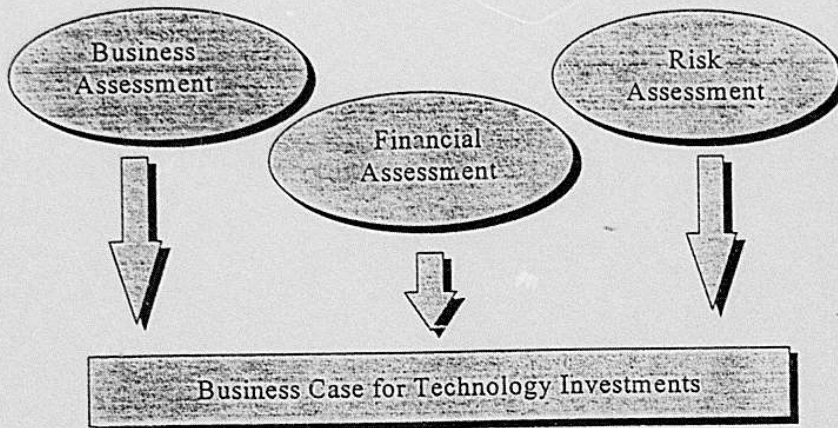 Business
Assessment
Financial
Assessment
Risk
Assessment
Business Case for Technology Investments